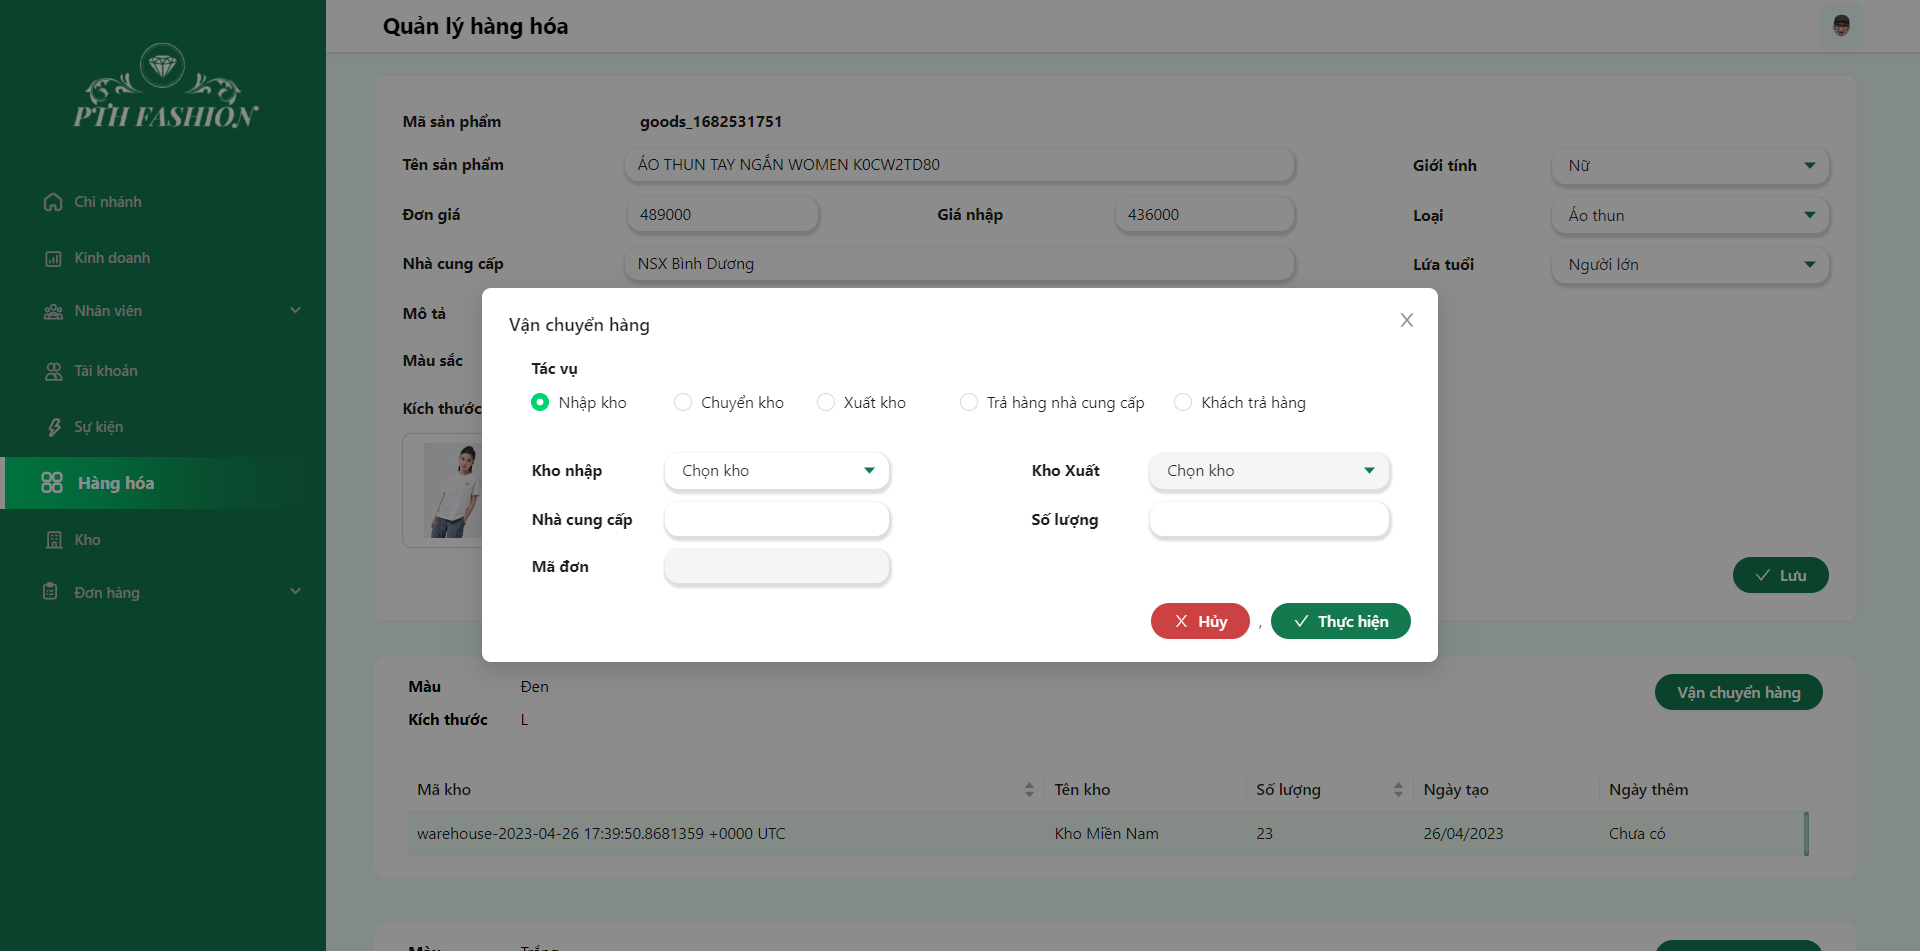 PTH FASHION
Chi nhánh
Kinh doanh
Nhân viên
Tài khoản
Sự kiện
Hàng hóa
Kho
Đơn hàng
Quản lý hàng hóa
Mã sản phẩm goods_1682531751
Tên sản phẩm ÁO THUN TAY NGẮN WOMEN K0CW2TD80 Giới tính Nữ
Đơn giá 489000 Giá nhập 436000 Loại Áo thun
Nhà cung cấp NSX Bình Dương Lứa tuổi Người lớn
Mô tả
Màu sắc
Kích thước
Lưu
Vận chuyển hàng
Tác vụ
Nhập kho Chuyển kho Xuất kho Trả hàng nhà cung cấp Khách trả hàng
Kho nhập Chọn kho Kho Xuất Chọn kho
Nhà cung cấp Số lượng
Mã đơn
Hủy , Thực hiện
Màu Đen Vận chuyển hàng
Kích thước L
Mã kho Tên kho Số lượng Ngày tạo Ngày thêm
warehouse-2023-04-26 17:39:50.8681359 +0000 UTC Kho Miền Nam 23 26/04/2023 Chưa có
Màu Trắng